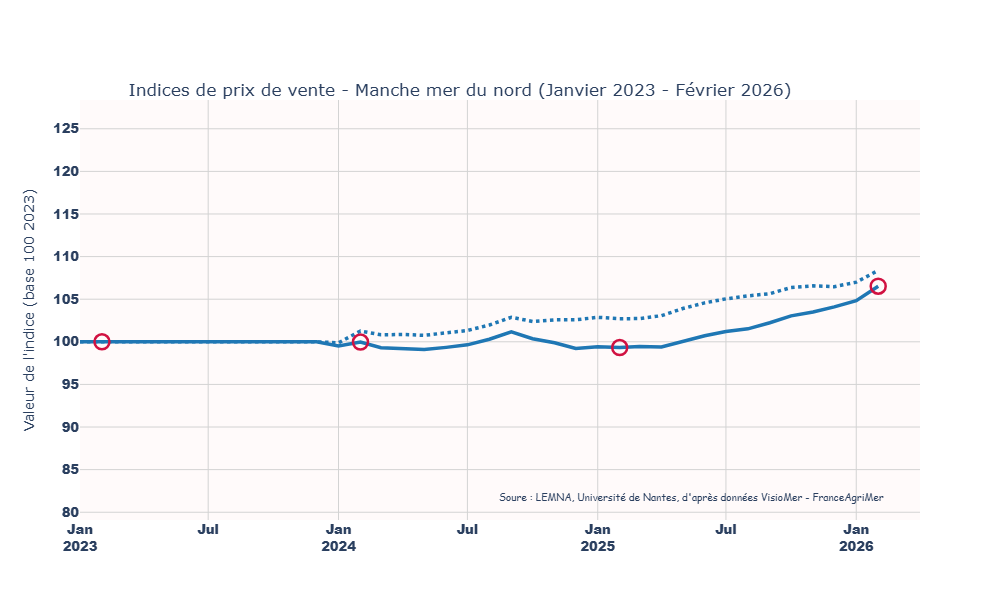 Indices de prix de vente - Manche mer du nord (Janvier 2023 - Février 2026)
Valeur de l'indice (base 100 2023)
125
120
115
110
105
100
95
90
85
80
Soure : LEMNA, Université de Nantes, d'après données VisioMer - FranceAgriMer
Jan Jul Jan Jul Jan Jul Jan
2023 2024 2025 2026